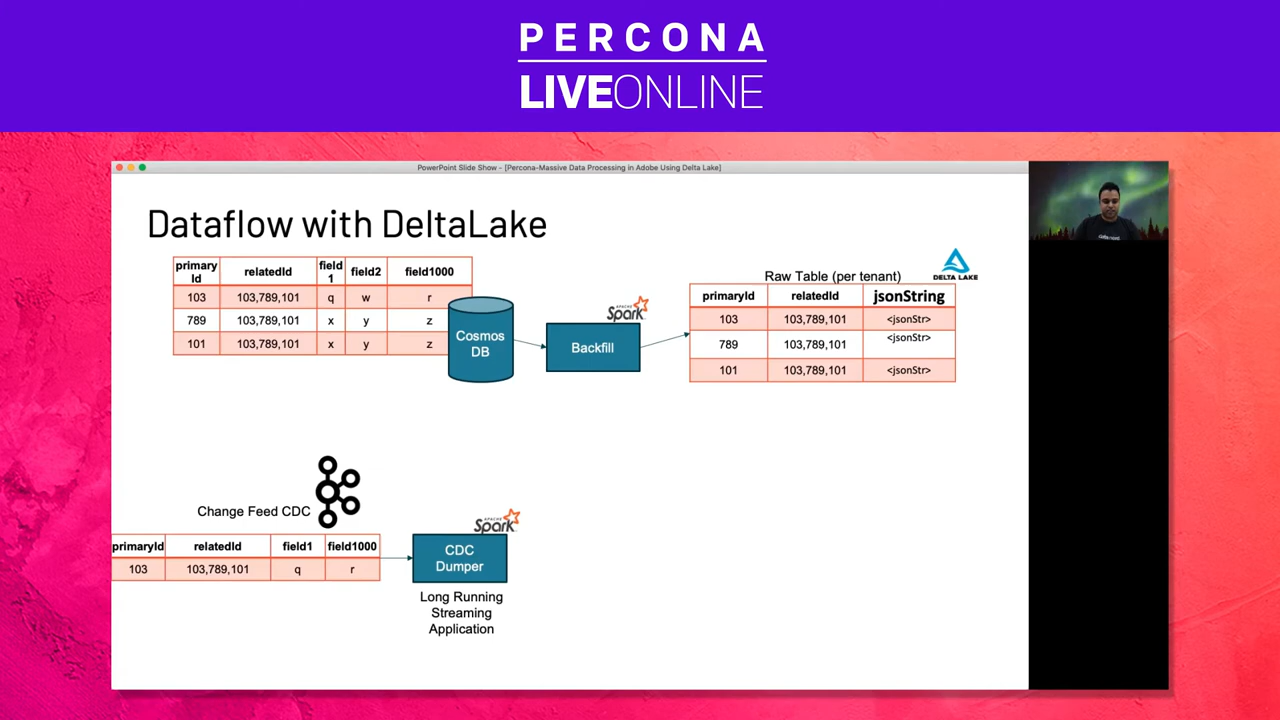 PERCONA
LIVEONLINE
PowerPoint Slide Show - [Percona-Massive Data Processing in Adobe Using Delta Lake]
Dataflow with DeltaLake
primary Id relatedId field 1 field2 field1000
103 103,789,101 q w r
789 103,789,101 x y z
101 103,789,101 x y z
Cosmos
DB
APACHE
Spark
Backfill
DELTA LAKE
Raw Table (per tenant)
primaryId relatedId jsonString
103 103,789,101 <jsonStr>
789 103,789,101 <jsonStr>
101 103,789,101 <jsonStr>
Change Feed CDC
primaryId relatedId field1 field1000
103 103,789,101 q r
APACHE
Spark
CDC
Dumper
Long Running
Streaming
Application